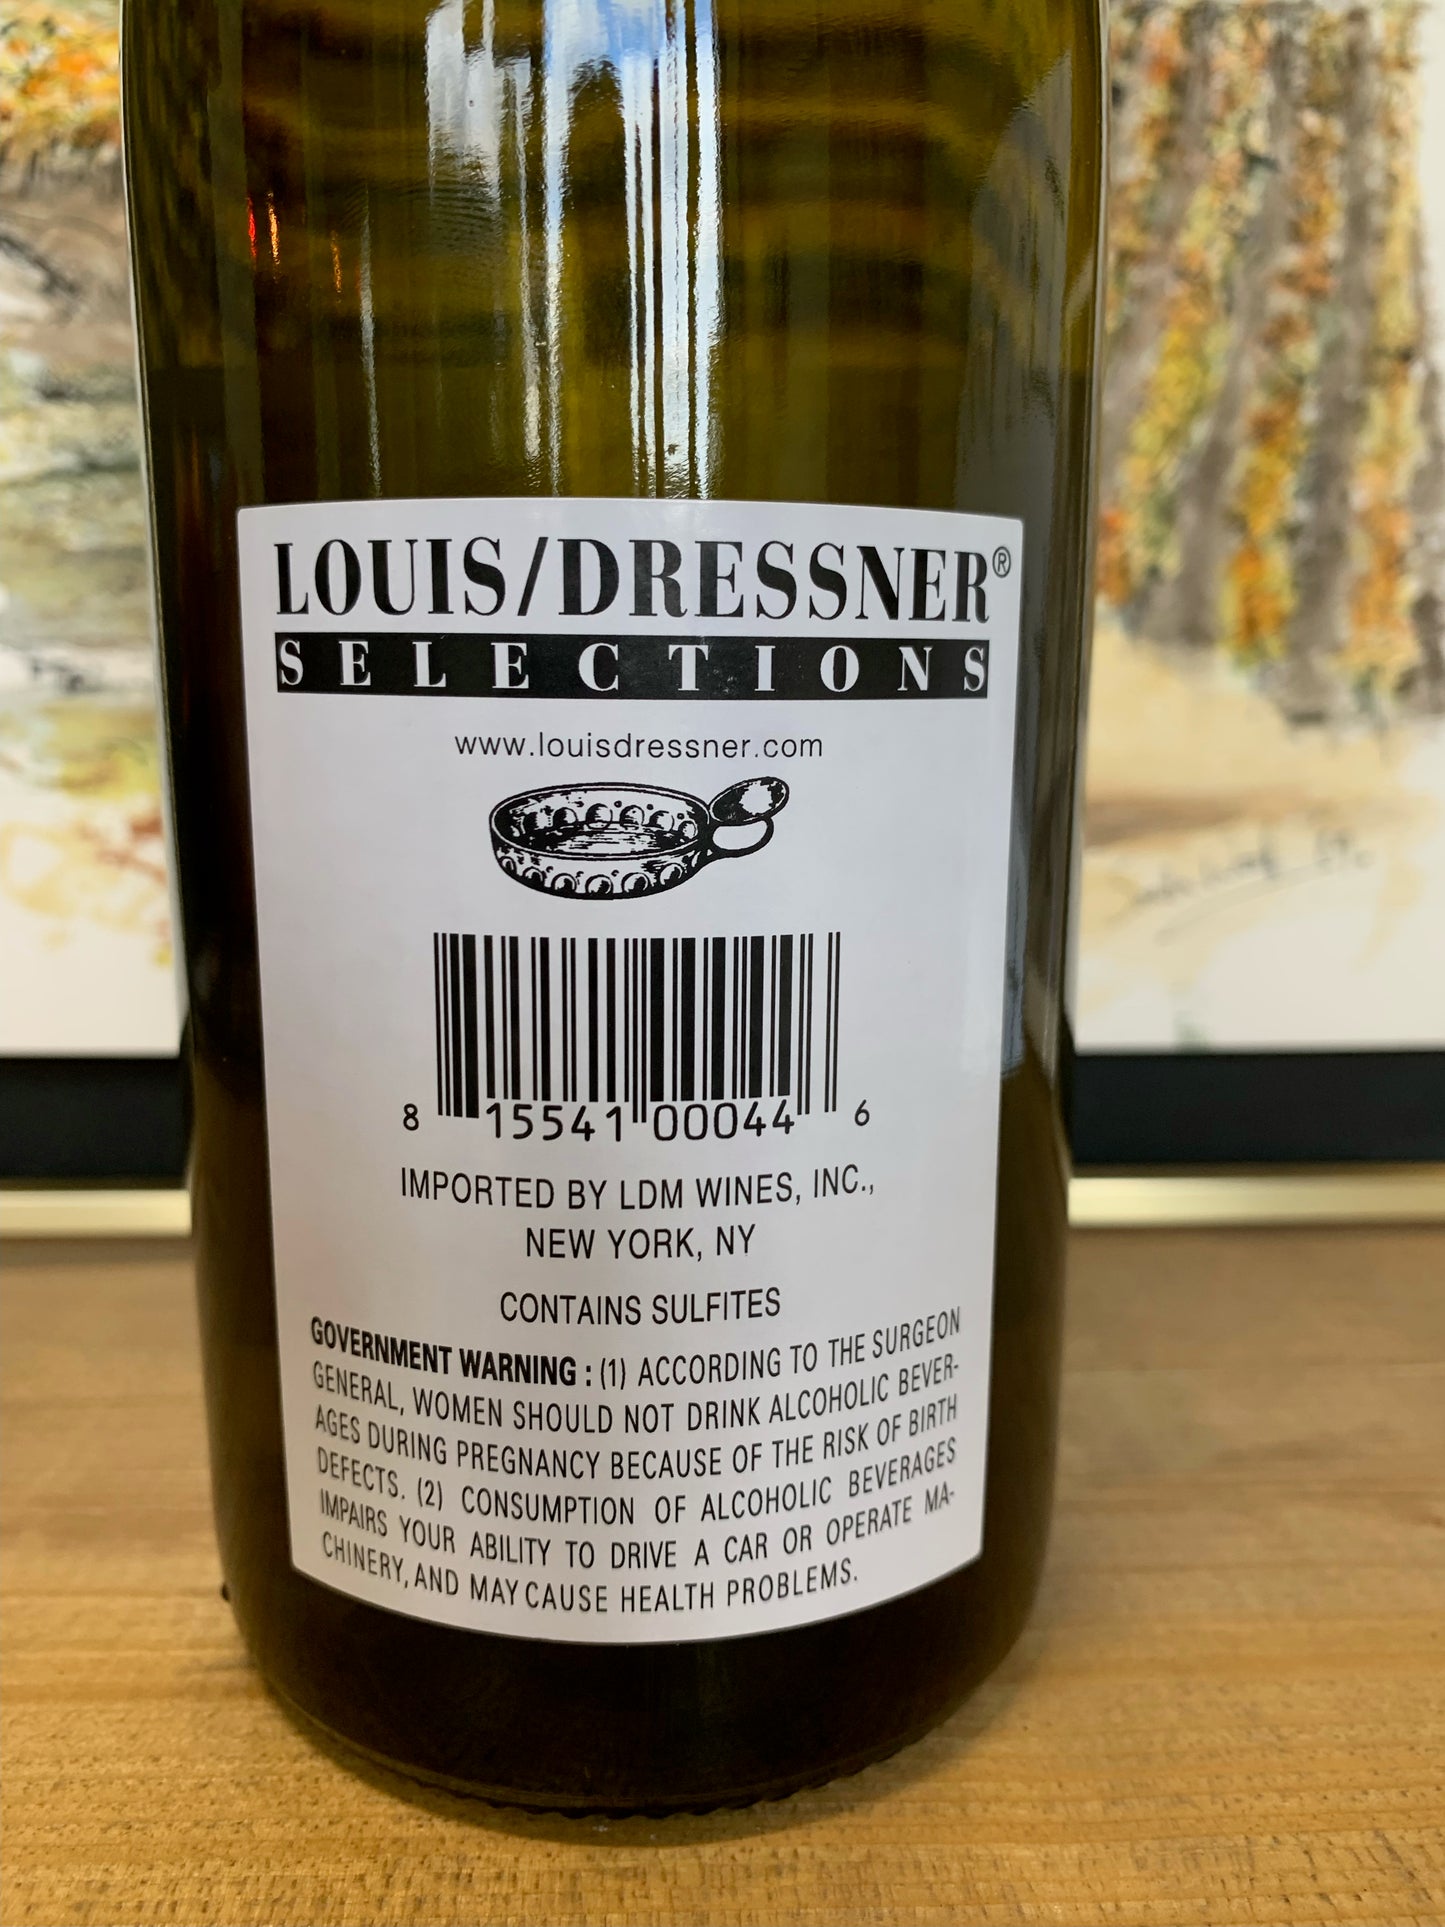 LOUIS/DRESSNER®
SELECTIONS
www.louisdressner.com
8 15541 00044 6
IMPORTED BY LDM WINES, INC.,
NEW YORK, NY
CONTAINS SULFITES
GOVERNMENT WARNING : (1) ACCORDING TO THE SURGEON
GENERAL, WOMEN SHOULD NOT DRINK ALCOHOLIC BEVER-
AGES DURING PREGNANCY BECAUSE OF THE RISK OF BIRTH
DEFECTS. (2) CONSUMPTION OF ALCOHOLIC BEVERAGES
IMPAIRS YOUR ABILITY TO DRIVE A CAR OR OPERATE MA-
CHINERY, AND MAY CAUSE HEALTH PROBLEMS.